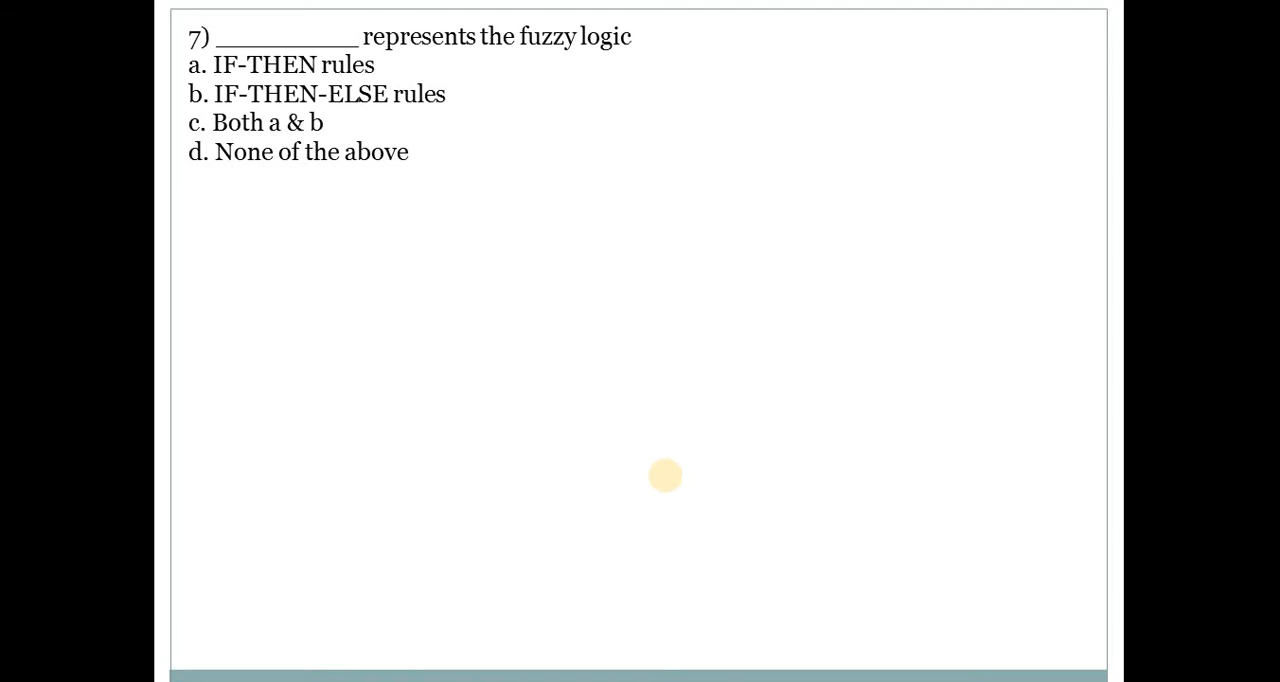 7) __________ represents the fuzzy logic
a. IF-THEN rules
b. IF-THEN-ELSE rules
c. Both a & b
d. None of the above